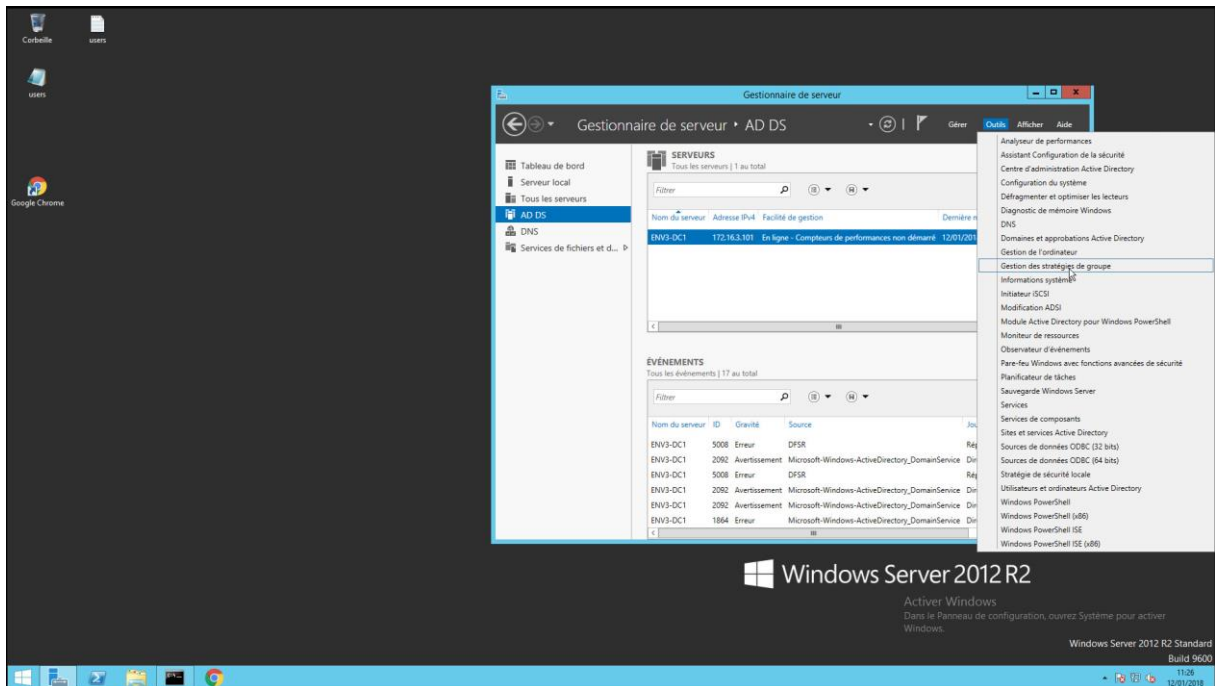 Corbeille
users
users
Google Chrome
Gestionnaire de serveur
Gestionnaire de serveur • AD DS
Gérer Outils Afficher Aide
Tableau de bord
Serveur local
Tous les serveurs
AD DS
DNS
Services de fichiers et d...
SERVEURS
Tous les serveurs | 1 au total
Filtrer
Nom du serveur Adresse IPv4 Facilité de gestion Dernière
ENV3-DC1 172.16.3.101 En ligne - Compteurs de performances non démarré 12/01/201
ÉVÉNEMENTS
Tous les événements | 17 au total
Filtrer
Nom du serveur ID Gravité Source
ENV3-DC1 5008 Erreur DFSR
ENV3-DC1 2092 Avertissement Microsoft-Windows-ActiveDirectory_DomainService
ENV3-DC1 5008 Erreur DFSR
ENV3-DC1 2092 Avertissement Microsoft-Windows-ActiveDirectory_DomainService
ENV3-DC1 2092 Avertissement Microsoft-Windows-ActiveDirectory_DomainService
ENV3-DC1 1864 Erreur Microsoft-Windows-ActiveDirectory_DomainService
Analyseur de performances
Assistant Configuration de la sécurité
Centre d'administration Active Directory
Configuration du système
Défragmenter et optimiser les lecteurs
Diagnostic de mémoire Windows
DNS
Domaines et approbations Active Directory
Gestion de l'ordinateur
Gestion des stratégies de groupe
Informations système
Initiateur iSCSI
Modification ADSI
Module Active Directory pour Windows PowerShell
Moniteur de ressources
Observateur d'événements
Pare-feu Windows avec fonctions avancées de sécurité
Planificateur de tâches
Sauvegarde Windows Server
Services
Services de composants
Sites et services Active Directory
Sources de données ODBC (32 bits)
Sources de données ODBC (64 bits)
Stratégie de sécurité locale
Utilisateurs et ordinateurs Active Directory
Windows PowerShell
Windows PowerShell (x86)
Windows PowerShell ISE
Windows PowerShell ISE (x86)
Windows Server 2012 R2
Activer Windows
Dans le Panneau de configuration, ouvrez Système pour activer
Windows.
Windows Server 2012 R2 Standard
Build 9600
11:26
12/01/2018